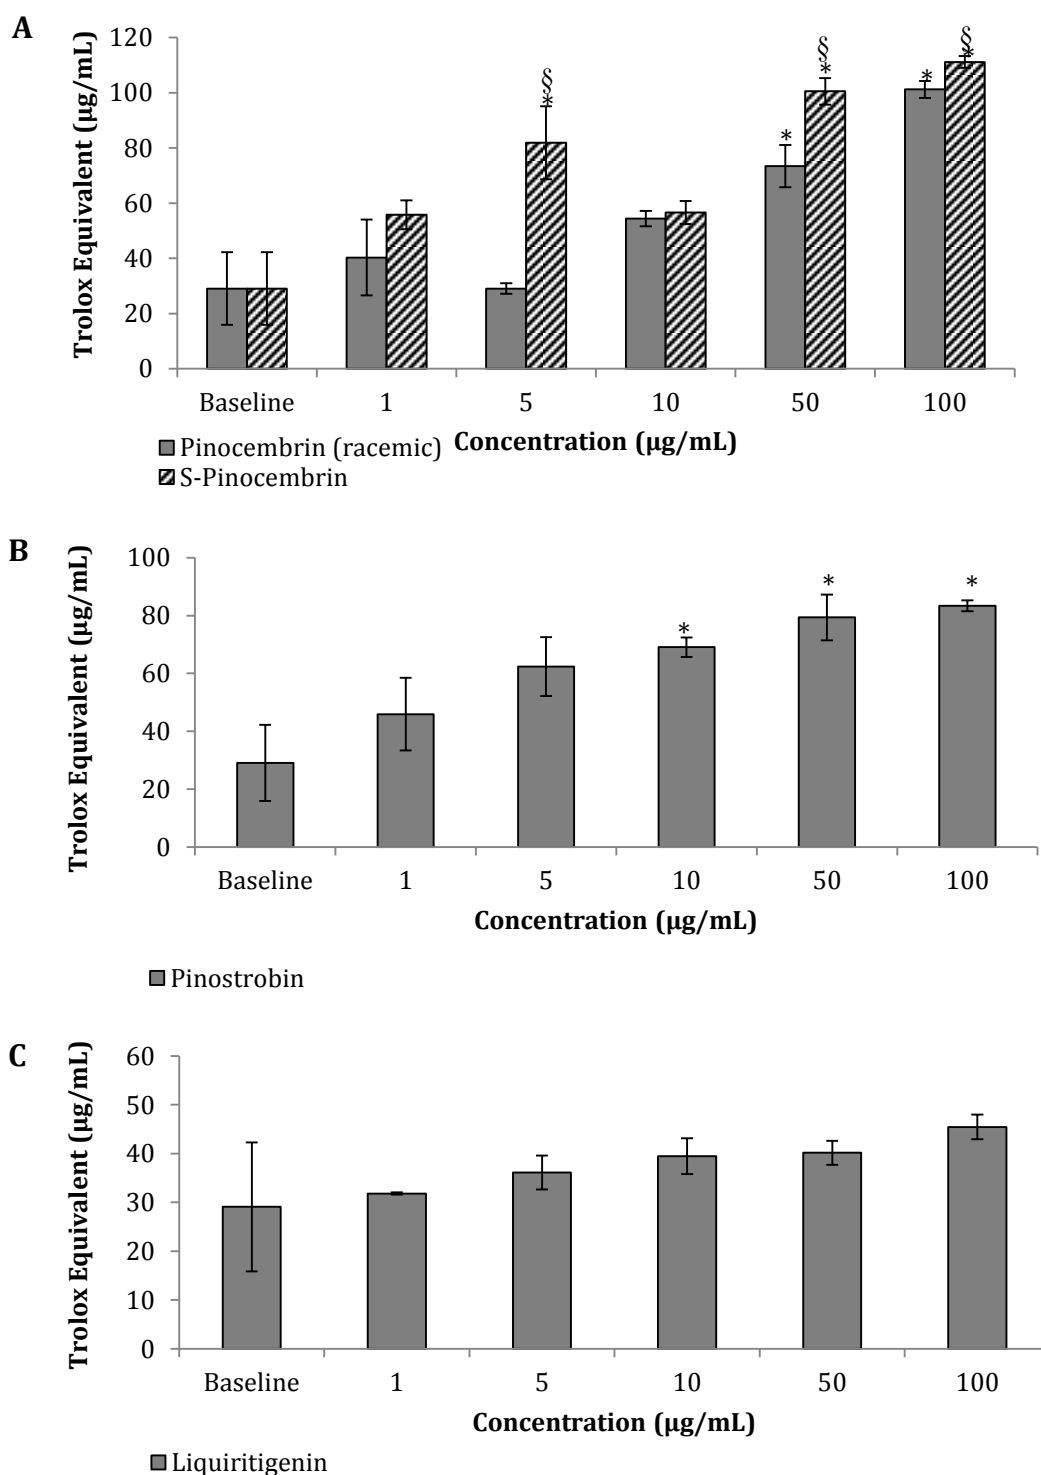 A
Trolox Equivalent (µg/mL)
120
100
80
60
40
20
0
§
*
§
*
*
§
*
*
Baseline 1 5 10 50 100
Concentration (µg/mL)
Pinocembrin (racemic)
S-Pinocembrin
B
Trolox Equivalent (µg/mL)
100
80
60
40
20
0
*
*
*
Baseline 1 5 10 50 100
Concentration (µg/mL)
Pinostrobin
C
Trolox Equivalent (µg/mL)
60
50
40
30
20
10
0
Baseline 1 5 10 50 100
Concentration (µg/mL)
Liquiritigenin